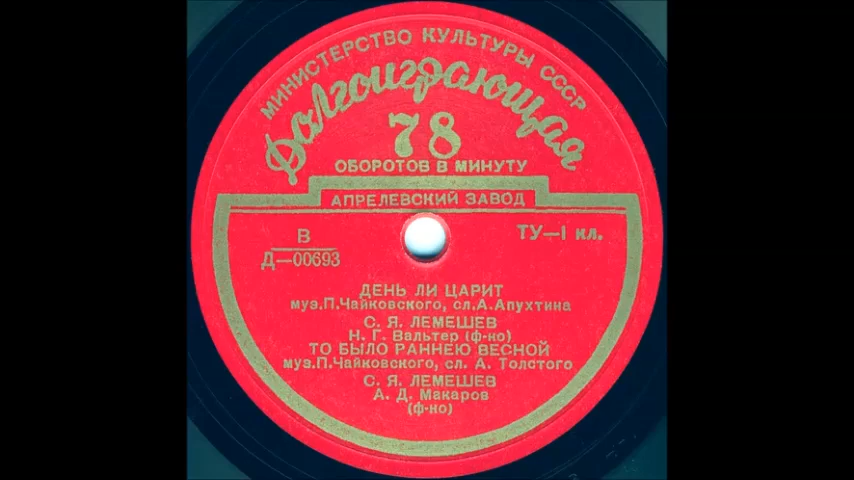 МИНИСТЕРСТВО КУЛЬТУРЫ СССР
Долгоиграющая
78
ОБОРОТОВ В МИНУТУ
АПРЕЛЕВСКИЙ ЗАВОД
В
Д—00693
ТУ—I кл.
ДЕНЬ ЛИ ЦАРИТ
муз.П.Чайковского, сл.А.Апухтина
С. Я. ЛЕМЕШЕВ
Н. Г. Вальтер (ф-но)
ТО БЫЛО РАННЕЮ ВЕСНОЙ
муз.П.Чайковского, сл. А. Толстого
С. Я. ЛЕМЕШЕВ
А. Д. Макаров
(ф-но)